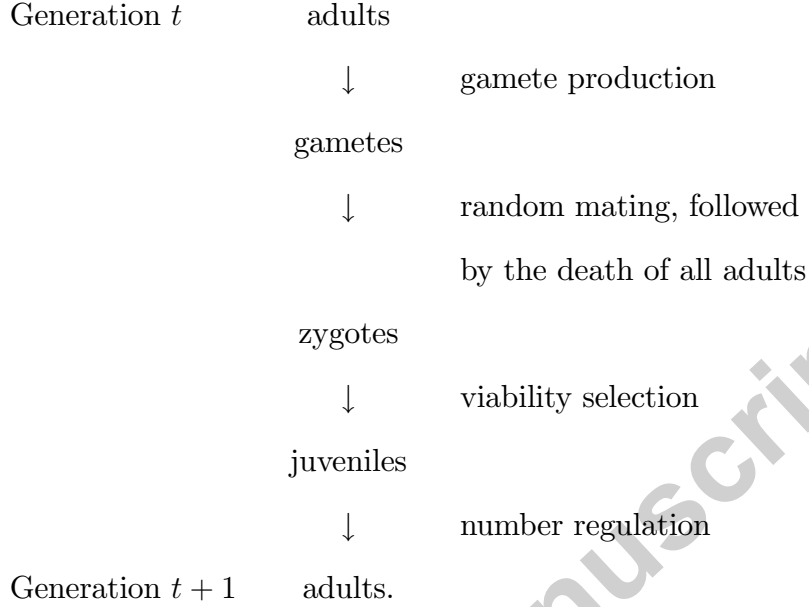 Generation t adults
↓ gamete production
gametes
↓ random mating, followed
by the death of all adults
zygotes
↓ viability selection
juveniles
↓ number regulation
Generation t + 1 adults.